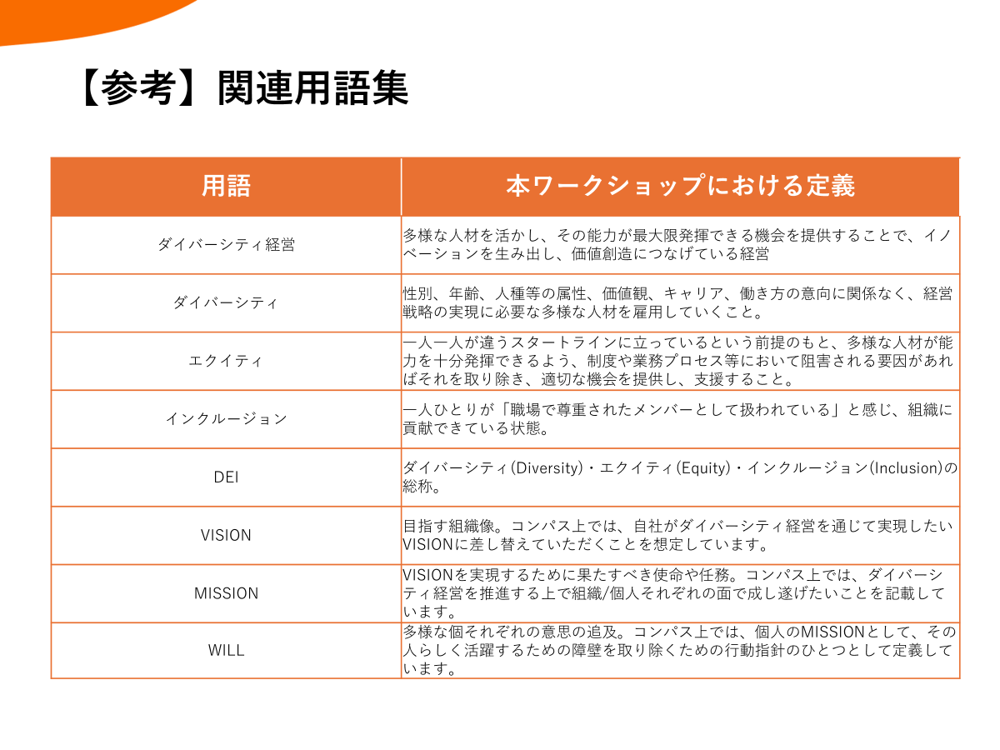 【参考】関連用語集
用語
本ワークショップにおける定義
ダイバーシティ経営
多様な人材を活かし、その能力が最大限発揮できる機会を提供することで、イノ
ベーションを生み出し、価値創造につなげている経営
ダイバーシティ
性別、年齢、人種等の属性、価値観、キャリア、働き方の意向に関係なく、経営
戦略の実現に必要な多様な人材を雇用していくこと。
エクイティ
一人一人が違うスタートラインに立っているという前提のもと、多様な人材が能
力を十分発揮できるよう、制度や業務プロセス等において阻害される要因があれ
ばそれを取り除き、適切な機会を提供し、支援すること。
インクルージョン
一人ひとりが「職場で尊重されたメンバーとして扱われている」と感じ、組織に
貢献できている状態。
DEI
ダイバーシティ(Diversity)・エクイティ(Equity)・インクルージョン(Inclusion)の
総称。
VISION
目指す組織像。コンパス上では、自社がダイバーシティ経営を通じて実現したい
VISIONに差し替えていただくことを想定しています。
MISSION
VISIONを実現するために果たすべき使命や任務。コンパス上では、ダイバーシ
ティ経営を推進する上で組織/個人それぞれの面で成し遂げたいことを記載して
います。
WILL
多様な個それぞれの意思の追及。コンパス上では、個人のMISSIONとして、その
人らしく活躍するための障壁を取り除くための行動指針のひとつとして定義して
います。